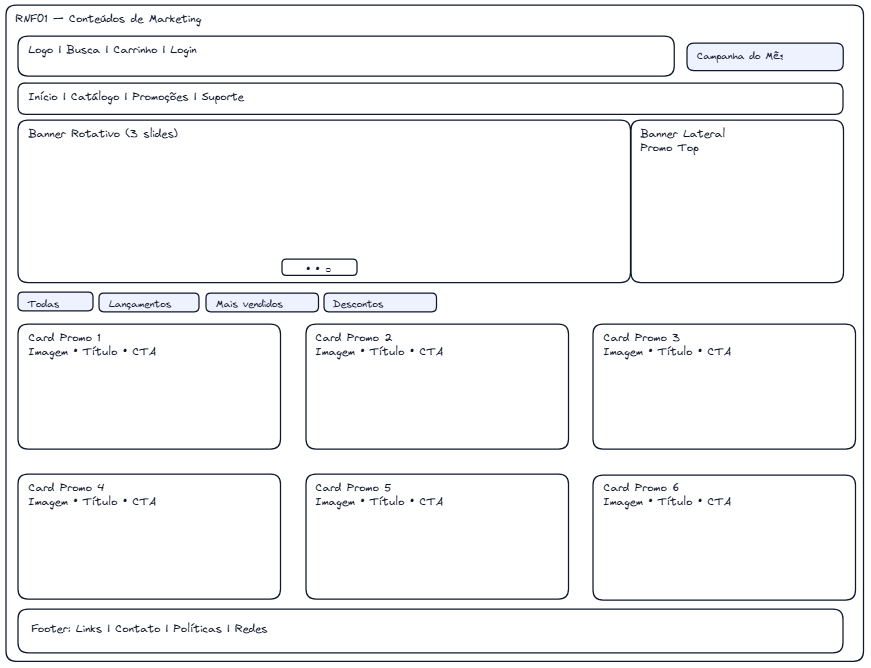 RNF01 — Conteúdos de Marketing
Logo | Busca | Carrinho | Login
Campanha do Mês
Início | Catálogo | Promoções | Suporte
Banner Rotativo (3 slides)
Banner Lateral
Promo Top
Todas
Lançamentos
Mais vendidos
Descontos
Card Promo 1
Imagem • Título • CTA
Card Promo 2
Imagem • Título • CTA
Card Promo 3
Imagem • Título • CTA
Card Promo 4
Imagem • Título • CTA
Card Promo 5
Imagem • Título • CTA
Card Promo 6
Imagem • Título • CTA
Footer: Links | Contato | Políticas | Redes